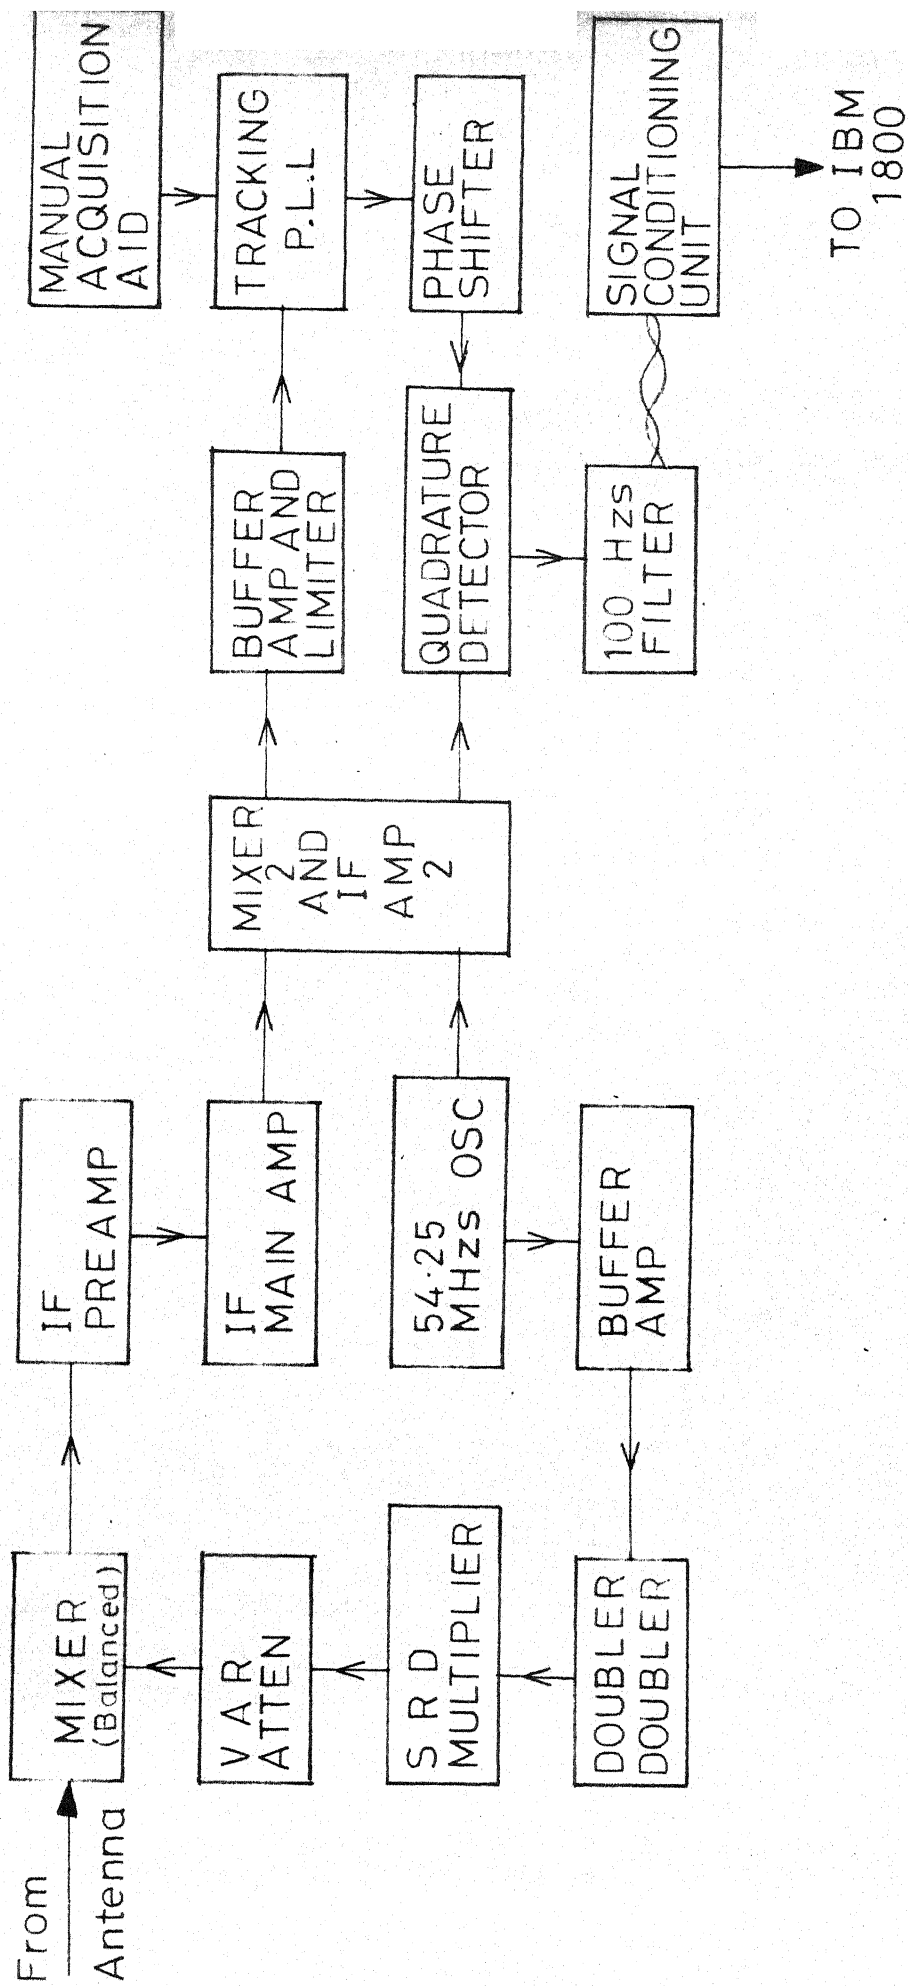 From
Antenna
MIXER
(Balanced)
IF
PREAMP
IF
MAIN AMP
V A R
ATTEN
S R D
MULTIPLIER
DOUBLER
DOUBLER
54·25
MHzs OSC
BUFFER
AMP
MIXER
2
AND
IF
AMP
2
BUFFER
AMP AND
LIMITER
MANUAL
ACQUISITION
AID
TRACKING
P.L.L
PHASE
SHIFTER
QUADRATURE
DETECTOR
100 Hzs
FILTER
SIGNAL
CONDITIONING
UNIT
TO IBM
1800